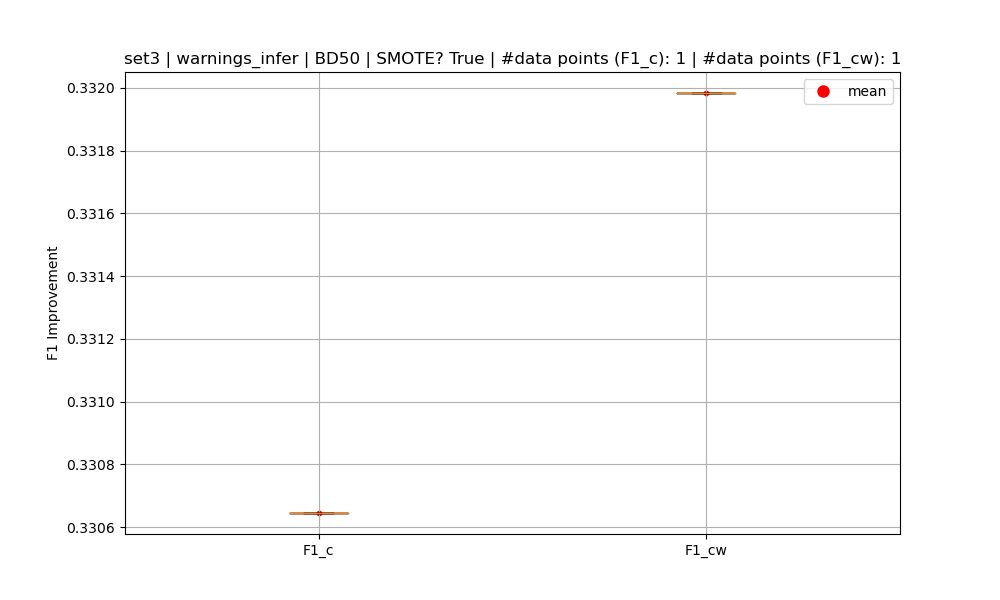 set3 | warnings_infer | BD50 | SMOTE? True | #data points (F1_c): 1 | #data points (F1_cw): 1
mean
F1 Improvement
0.3320
0.3318
0.3316
0.3314
0.3312
0.3310
0.3308
0.3306
F1_c
F1_cw